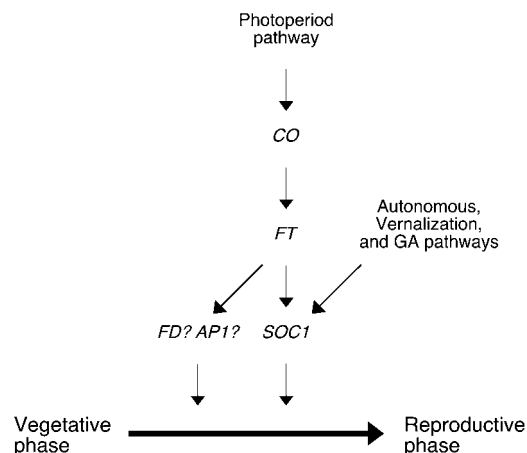 Photoperiod
pathway
CO
FT
Autonomous,
Vernalization,
and GA pathways
FD? AP1?
SOC1
Vegetative
phase
Reproductive
phase